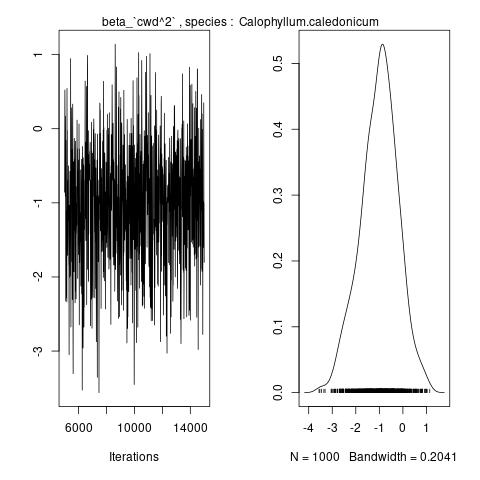 beta_`cwd^2` , species : Calophyllum.caledonicum
1
0
-1
-2
-3
6000 10000 14000
Iterations
0.5
0.4
0.3
0.2
0.1
0.0
-4 -3 -2 -1 0 1
N = 1000 Bandwidth = 0.2041